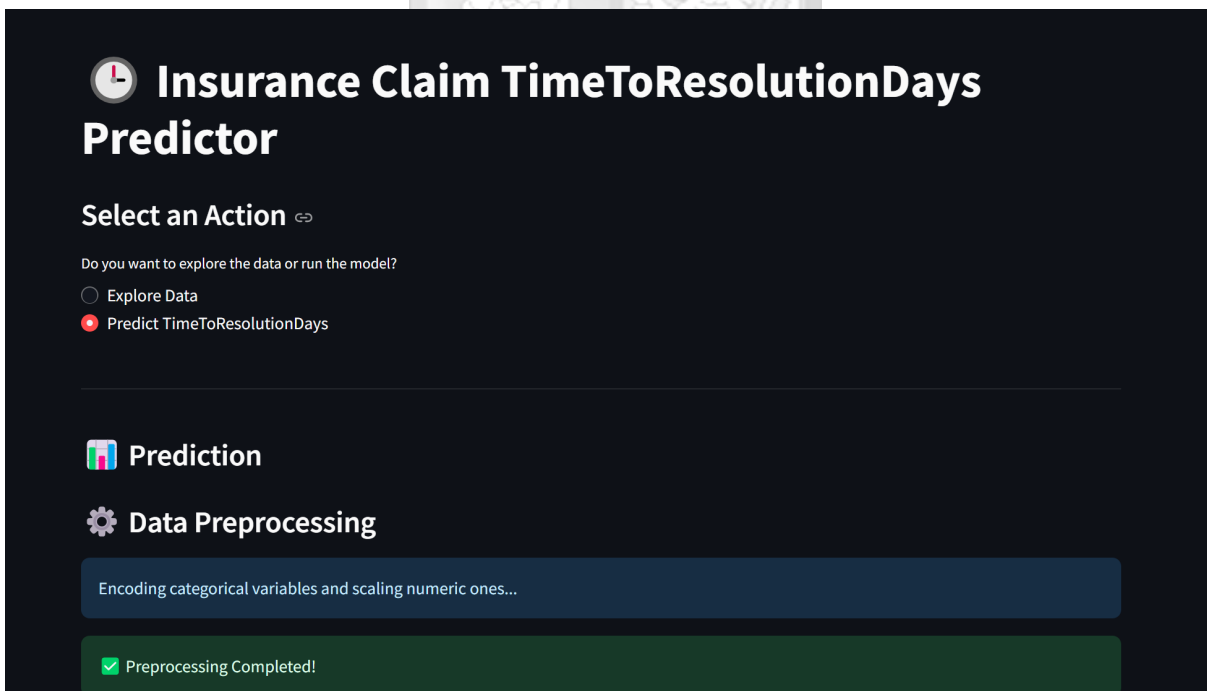 Insurance Claim TimeToResolutionDays
Predictor
Select an Action
Do you want to explore the data or run the model?
Explore Data
Predict TimeToResolutionDays
Prediction
Data Preprocessing
Encoding categorical variables and scaling numeric ones...
Preprocessing Completed!